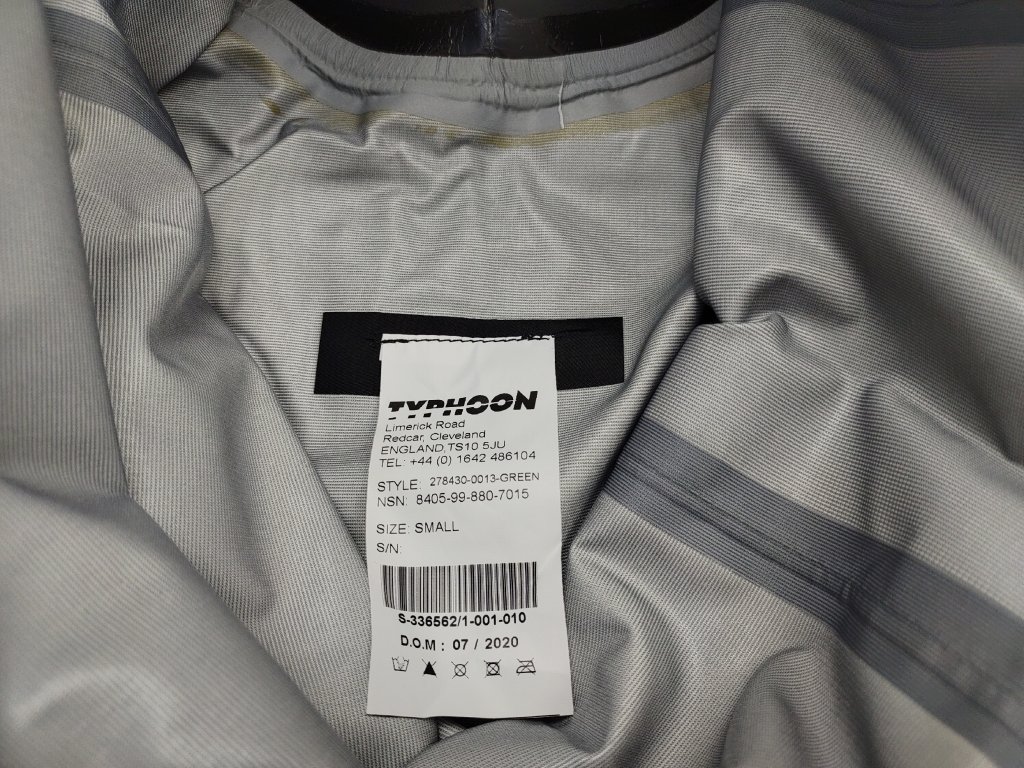 TYPHOON
Limerick Road
Redcar, Cleveland
ENGLAND,TS10 5JU
TEL: +44 (0) 1642 486104
STYLE: 278430-0013-GREEN
NSN: 8405-99-880-7015
SIZE: SMALL
S/N:
S-336562/1-001-010
D.O.M : 07 / 2020